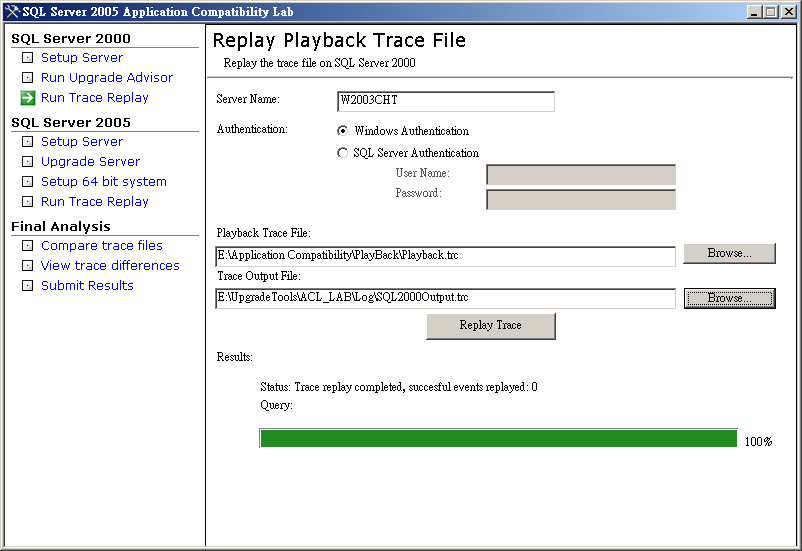 SQL Server 2005 Application Compatibility Lab
SQL Server 2000
Setup Server
Run Upgrade Advisor
Run Trace Replay
SQL Server 2005
Setup Server
Upgrade Server
Setup 64 bit system
Run Trace Replay
Final Analysis
Compare trace files
View trace differences
Submit Results
Replay Playback Trace File
Replay the trace file on SQL Server 2000
Server Name:
W2003CHT
Authentication:
Windows Authentication
SQL Server Authentication
User Name:
Password:
Playback Trace File:
E:\Application Compatibility\PlayBack\Playback.trc
Browse...
Trace Output File:
E:\UpgradeTools\ACL_LAB\Log\SQL2000Output.trc
Browse...
Replay Trace
Results:
Status: Trace replay completed, succesful events replayed: 0
Query:
100%